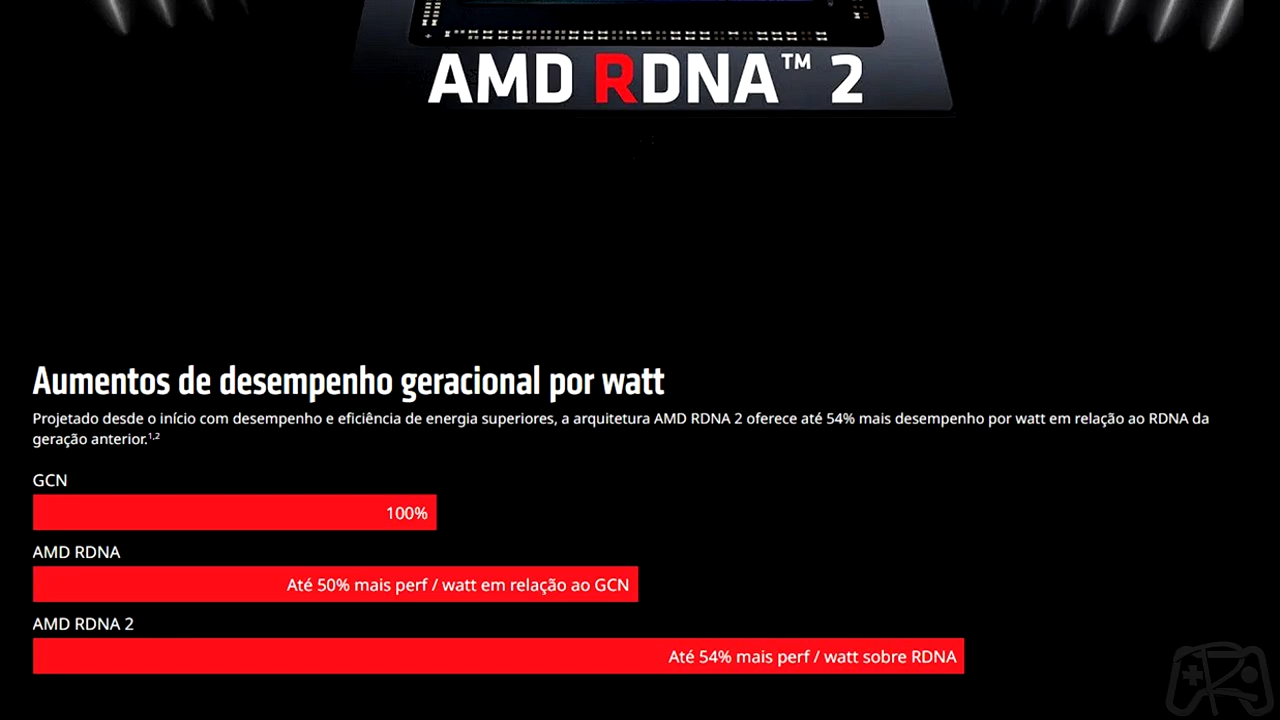 AMD RDNA™ 2
Aumentos de desempenho geracional por watt
Projetado desde o início com desempenho e eficiência de energia superiores, a arquitetura AMD RDNA 2 oferece até 54% mais desempenho por watt em relação ao RDNA da
geração anterior.¹,²
GCN
100%
AMD RDNA
Até 50% mais perf / watt em relação ao GCN
AMD RDNA 2
Até 54% mais perf / watt sobre RDNA